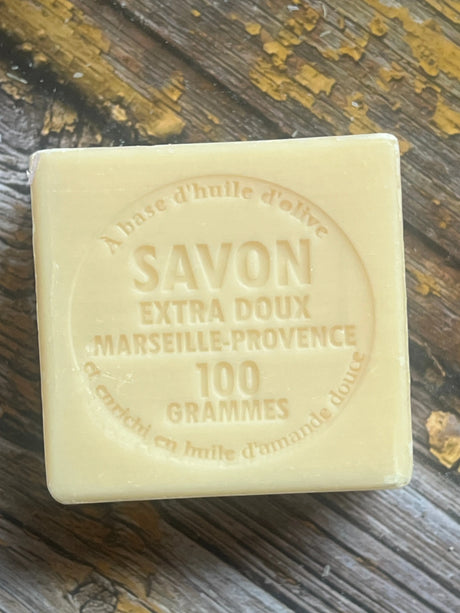 À base d'huile d'olive
SAVON
EXTRA DOUX
MARSEILLE-PROVENCE
100
GRAMMES
et enrichi en huile d'amande douce